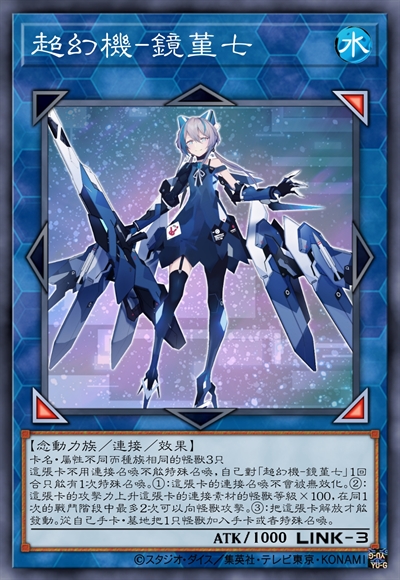 超幻機-鏡堇七
水
【念動力族／連接／效果】
卡名·屬性不同而種族相同的怪獸3只
這張卡不用連接召喚不能特殊召喚，自己對「超幻機-鏡堇七」1回
合只能有1次特殊召喚。①：這張卡的連接召喚不會被無效化。②：
這張卡的攻擊力上升這張卡的連接素材的怪獸等級×100，在同1
次的戰鬥階段中最多2次可以向怪獸攻擊。③：把這張卡解放才能
發動。從自己手卡·墓地把1只怪獸加入手卡或者特殊召喚。
ATK/1000 LINK-3
©スタジオ·ダイス／集英社·テレビ東京·KONAMI